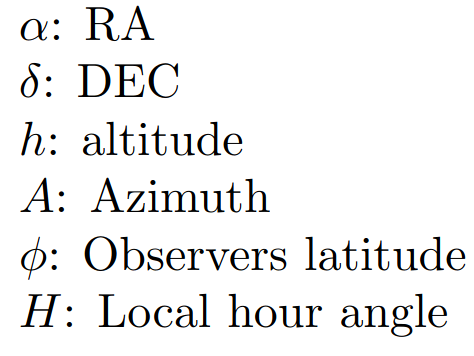 α: RA
δ: DEC
h: altitude
A: Azimuth
ϕ: Observers latitude
H: Local hour angle